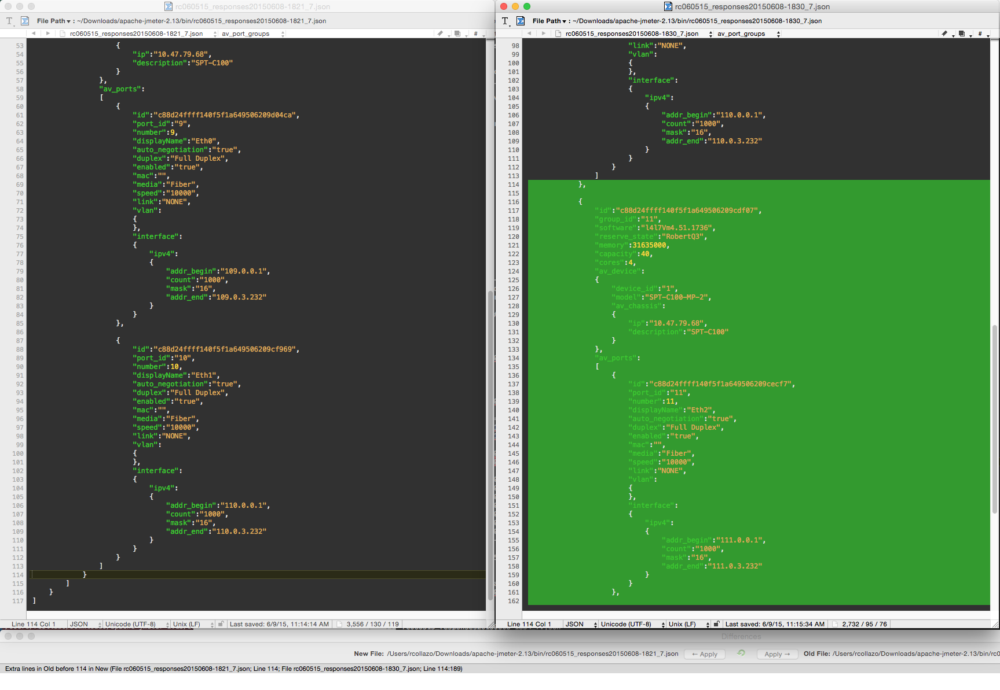 rc060515_responses20150608-1821_7.json
File Path ▾ : ~/Downloads/apache-jmeter-2.13/bin/rc060515_responses20150608-1821_7.json
rc060515_responses20150608-1821_7.json av_port_groups #
53 {
54 "ip":"10.47.79.68",
55 "description":"SPT-C100"
56 }
57 },
58 "av_ports":
59 [
60 {
61 "id":"c88d24ffff140f5f1a649506209d04ca",
62 "port_id":"9",
63 "number":9,
64 "displayName":"Eth0",
65 "auto_negotiation":"true",
66 "duplex":"Full Duplex",
67 "enabled":"true",
68 "mac":"",
69 "media":"Fiber",
70 "speed":"10000",
71 "link":"NONE",
72 "vlan":
73 {
74 },
75 "interface":
76 {
77 "ipv4":
78 {
79 "addr_begin":"109.0.0.1",
80 "count":"1000",
81 "mask":"16",
82 "addr_end":"109.0.3.232"
83 }
84 }
85 },
86
87 {
88 "id":"c88d24ffff140f5f1a649506209cf969",
89 "port_id":"10",
90 "number":10,
91 "displayName":"Eth1",
92 "auto_negotiation":"true",
93 "duplex":"Full Duplex",
94 "enabled":"true",
95 "mac":"",
96 "media":"Fiber",
97 "speed":"10000",
98 "link":"NONE",
99 "vlan":
100 {
101 },
102 "interface":
103 {
104 "ipv4":
105 {
106 "addr_begin":"110.0.0.1",
107 "count":"1000",
108 "mask":"16",
109 "addr_end":"110.0.3.232"
110 }
111 }
112 }
113 ]
114 }
115 ]
116 }
117 ]
Line 114 Col 1 JSON Unicode (UTF-8) Unix (LF) Last saved: 6/9/15, 11:14:14 AM 3,556 / 130 / 119
rc060515_responses20150608-1830_7.json
File Path ▾ : ~/Downloads/apache-jmeter-2.13/bin/rc060515_responses20150608-1830_7.json
rc060515_responses20150608-1830_7.json av_port_groups #
98 "link":"NONE",
99 "vlan":
100 {
101 },
102 "interface":
103 {
104 "ipv4":
105 {
106 "addr_begin":"110.0.0.1",
107 "count":"1000",
108 "mask":"16",
109 "addr_end":"110.0.3.232"
110 }
111 }
112 }
113 ]
114 },
115
116 {
117 "id":"c88d24ffff140f5f1a649506209cdf07",
118 "group_id":"11",
119 "software":"l4l7Vm4.51.1736",
120 "reserve_state":"RobertQ3",
121 "memory":31635000,
122 "capacity":40,
123 "cores":4,
124 "av_device":
125 {
126 "device_id":"1",
127 "model":"SPT-C100-MP-2",
128 "av_chassis":
129 {
130 "ip":"10.47.79.68",
131 "description":"SPT-C100"
132 }
133 },
134 "av_ports":
135 [
136 {
137 "id":"c88d24ffff140f5f1a649506209cecf7",
138 "port_id":"11",
139 "number":11,
140 "displayName":"Eth2",
141 "auto_negotiation":"true",
142 "duplex":"Full Duplex",
143 "enabled":"true",
144 "mac":"",
145 "media":"Fiber",
146 "speed":"10000",
147 "link":"NONE",
148 "vlan":
149 {
150 },
151 "interface":
152 {
153 "ipv4":
154 {
155 "addr_begin":"111.0.0.1",
156 "count":"1000",
157 "mask":"16",
158 "addr_end":"111.0.3.232"
159 }
160 }
161 },
162
Line 114 Col 1 JSON Unicode (UTF-8) Unix (LF) Last saved: 6/9/15, 11:15:34 AM 2,732 / 95 / 76
Differences
New File: /Users/rcollazo/Downloads/apache-jmeter-2.13/bin/rc060515_responses20150608-1821_7.json ← Apply Apply → Old File: /Users/rcollazo/Downloads/apache-jmeter-2.13/bin/rc0
Extra lines in Old before 114 in New (File rc060515_responses20150608-1821_7.json; Line 114; File rc060515_responses20150608-1830_7.json; Line 114:189)